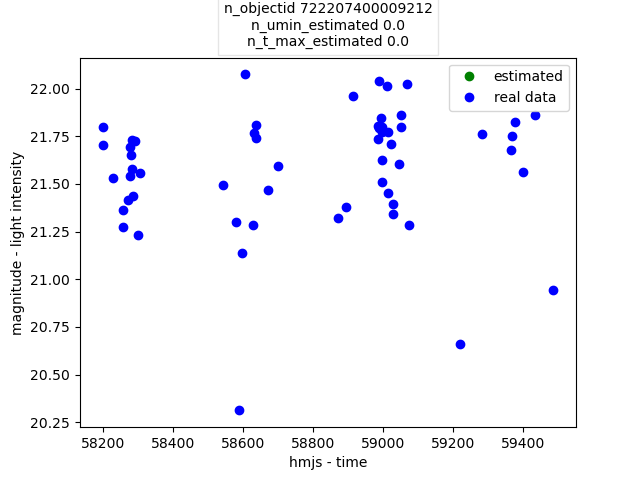 n_objectid 722207400009212
n_umin_estimated 0.0
n_t_max_estimated 0.0
estimated
real data
magnitude - light intensity
22.00
21.75
21.50
21.25
21.00
20.75
20.50
20.25
58200 58400 58600 58800 59000 59200 59400
hmjs - time